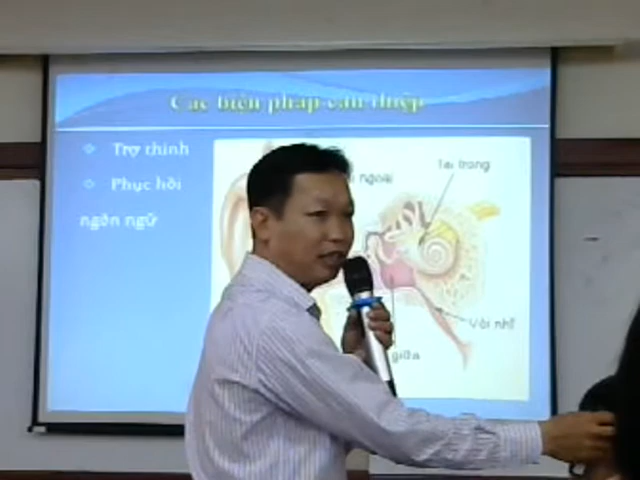 Các biện pháp can thiệp
Trợ thính
Phục hồi
ngôn ngữ
Tai trong
ngoài
Vòi nhĩ
giữa